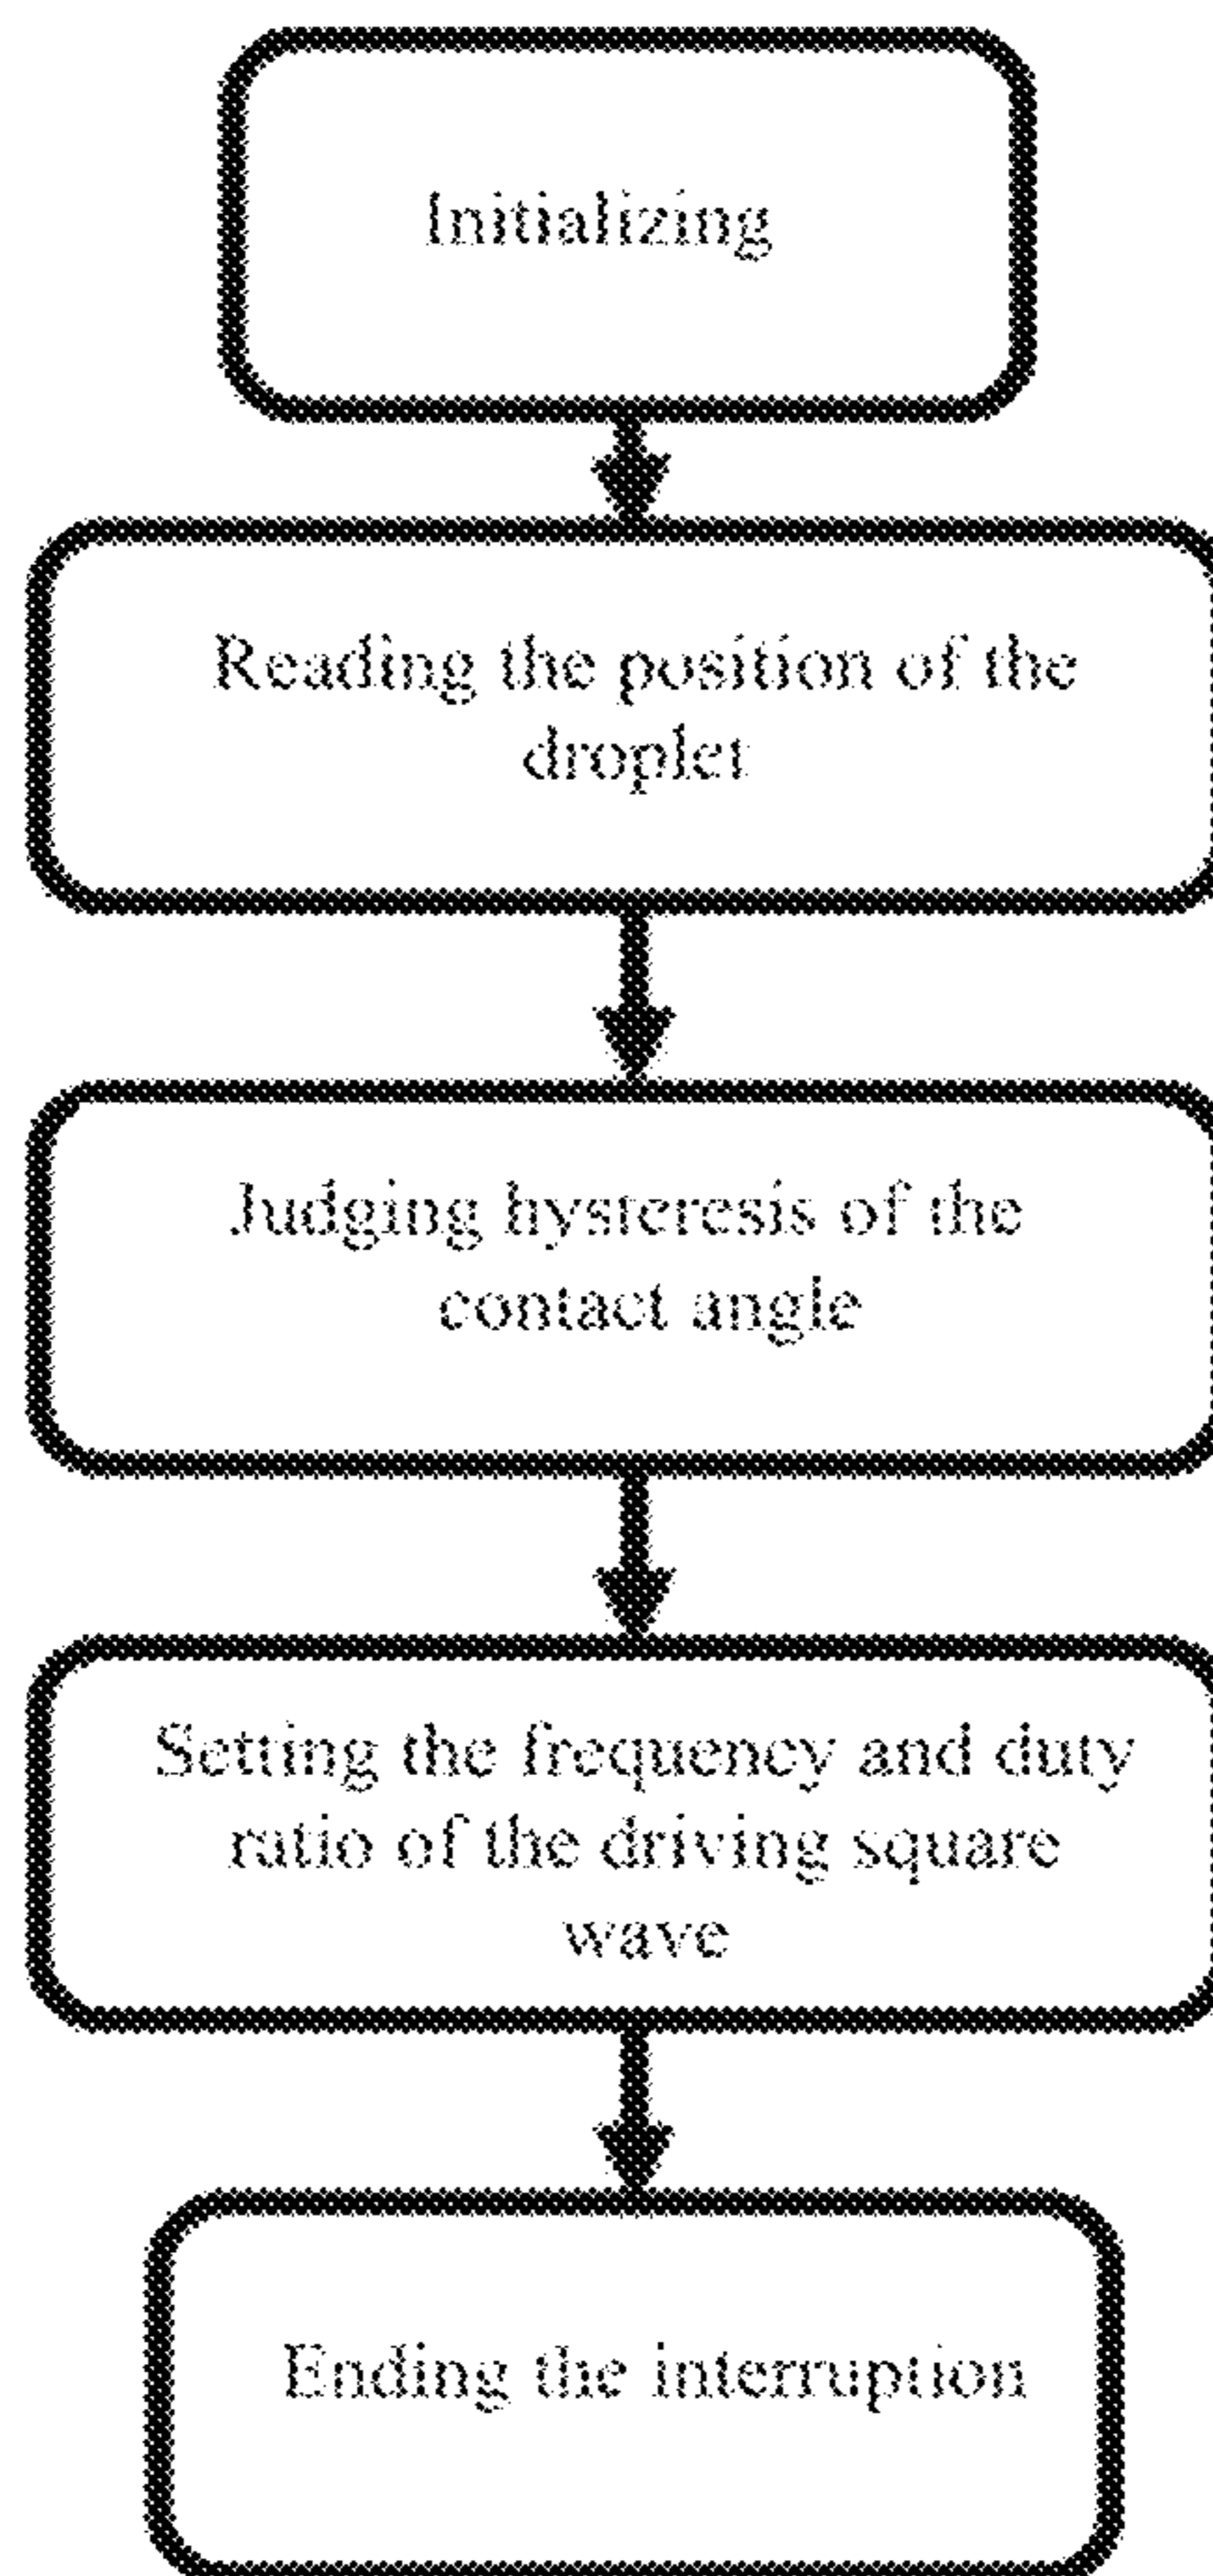 Initializing
Reading the position of the
droplet
Judging hysteresis of the
contact angle
Setting the frequency and duty
ratio of the driving square
wave
Ending the interruption